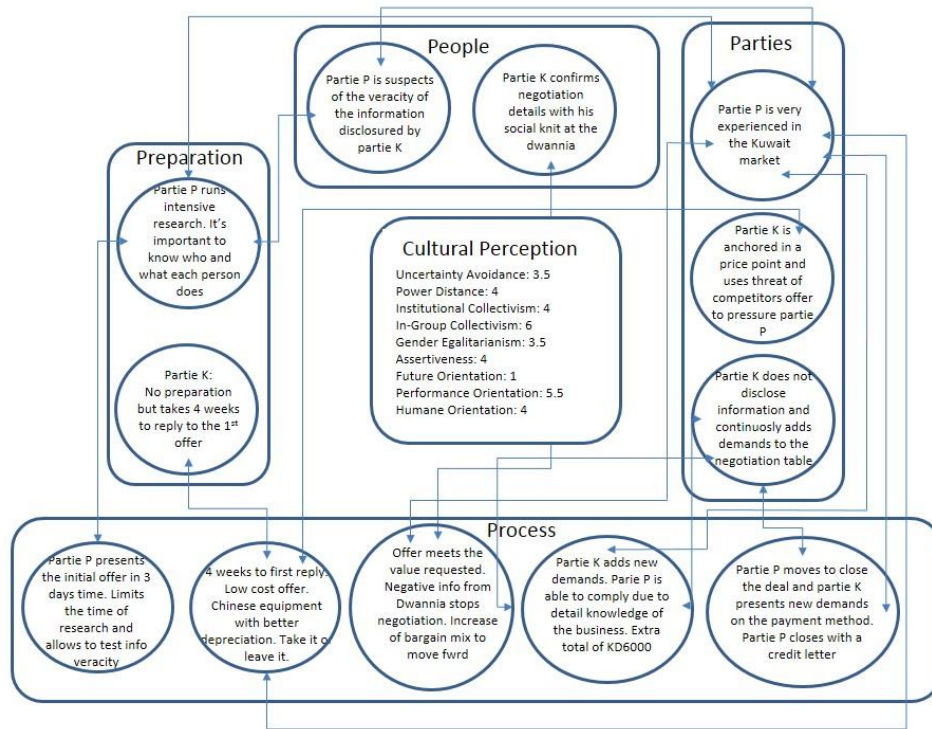 People
Partie P is suspects
of the veracity of
the information
disclosured by
partie K
Partie K confirms
negotiation
details with his
social knit at the
dwannia
Parties
Partie P is very
experienced in
the Kuwait
market
Partie K is
anchored in a
price point and
uses threat of
competitors offer
to pressure partie
P
Partie K does not
disclose
information and
continuosly adds
demands to the
negotiation table
Preparation
Partie P runs
intensive
research. It's
important to
know who and
what each person
does
Partie K:
No preparation
but takes 4 weeks
to reply to the 1st
offer
Cultural Perception
Uncertainty Avoidance: 3.5
Power Distance: 4
Institutional Collectivism: 4
In-Group Collectivism: 6
Gender Egalitarianism: 3.5
Assertiveness: 4
Future Orientation: 1
Performance Orientation: 5.5
Humane Orientation: 4
Process
Partie P presents
the initial offer in 3
days time. Limits
the time of
research and
allows to test info
veracity
4 weeks to first reply.
Low cost offer.
Chinese equipment
with better
depreciation. Take it or
leave it.
Offer meets the
value requested.
Negative info from
Dwannia stops
negotiation. Increase
of bargain mix to
move fwrd
Partie K adds new
demands. Parie P is
able to comply due to
detail knowledge of
the business. Extra
total of KD6000
Partie P moves to close
the deal and partie K
presents new demands
on the payment method.
Partie P closes with a
credit letter